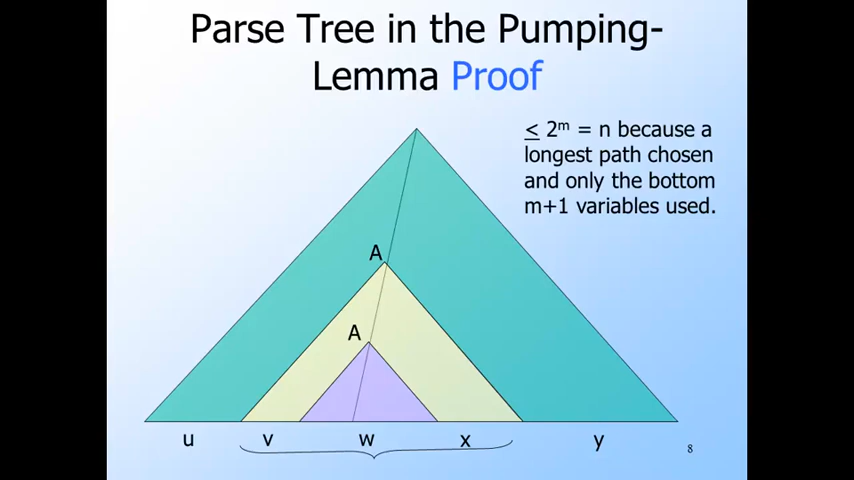 Parse Tree in the Pumping-
Lemma Proof
≤ 2ᵐ = n because a
longest path chosen
and only the bottom
m+1 variables used.
A
A
u v w x y
8